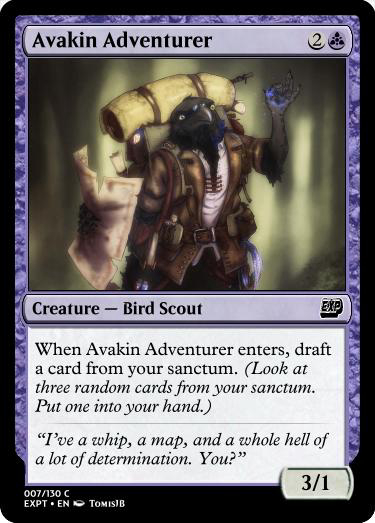 Avakin Adventurer 2
Creature — Bird Scout
EXP
When Avakin Adventurer enters, draft
a card from your sanctum. (Look at
three random cards from your sanctum.
Put one into your hand.)
“I’ve a whip, a map, and a whole hell of
a lot of determination. You?”
3/1
007/130 C
EXPT • EN TomisJB